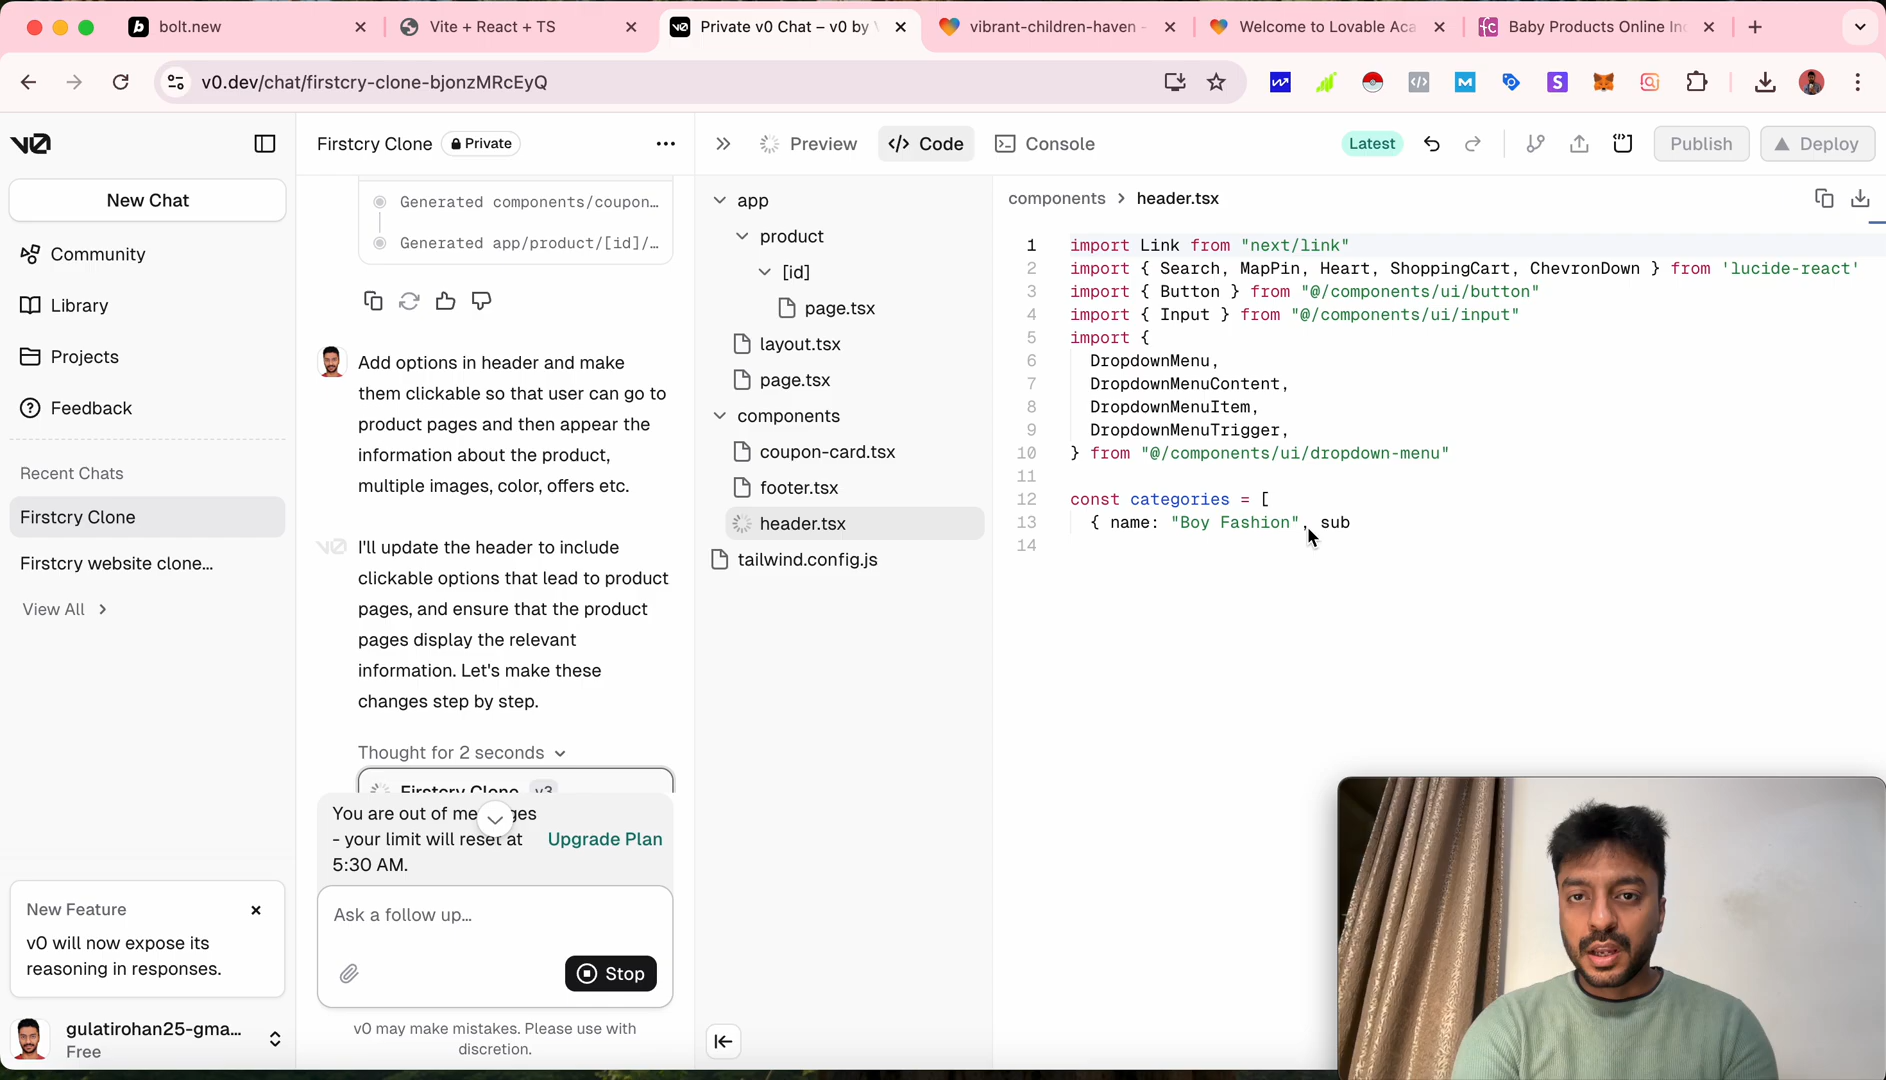 bolt.new
Vite + React + TS
Private v0 Chat – v0 by
vibrant-children-haven -
Welcome to Lovable Aca
Baby Products Online In
v0.dev/chat/firstcry-clone-bjonzMRcEyQ
v0
Firstcry Clone
Private
Preview
Code
Console
Latest
Publish
Deploy
New Chat
Community
Library
Projects
Feedback
Recent Chats
Firstcry Clone
Firstcry website clone...
View All
New Feature
v0 will now expose its
reasoning in responses.
gulatirohan25-gma...
Free
Generated components/coupon…
Generated app/product/[id]/…
Add options in header and make
them clickable so that user can go to
product pages and then appear the
information about the product,
multiple images, color, offers etc.
I'll update the header to include
clickable options that lead to product
pages, and ensure that the product
pages display the relevant
information. Let's make these
changes step by step.
Thought for 2 seconds
Firstcry Clone v3
You are out of
- your limit will reset at
5:30 AM.
Upgrade Plan
Ask a follow up…
Stop
v0 may make mistakes. Please use with
discretion.
app
product
[id]
page.tsx
layout.tsx
page.tsx
components
coupon-card.tsx
footer.tsx
header.tsx
tailwind.config.js
components > header.tsx
1 import Link from "next/link"
2 import { Search, MapPin, Heart, ShoppingCart, ChevronDown } from 'lucide-react'
3 import { Button } from "@/components/ui/button"
4 import { Input } from "@/components/ui/input"
5 import {
6 DropdownMenu,
7 DropdownMenuContent,
8 DropdownMenuItem,
9 DropdownMenuTrigger,
10 } from "@/components/ui/dropdown-menu"
11
12 const categories = [
13 { name: "Boy Fashion", sub
14